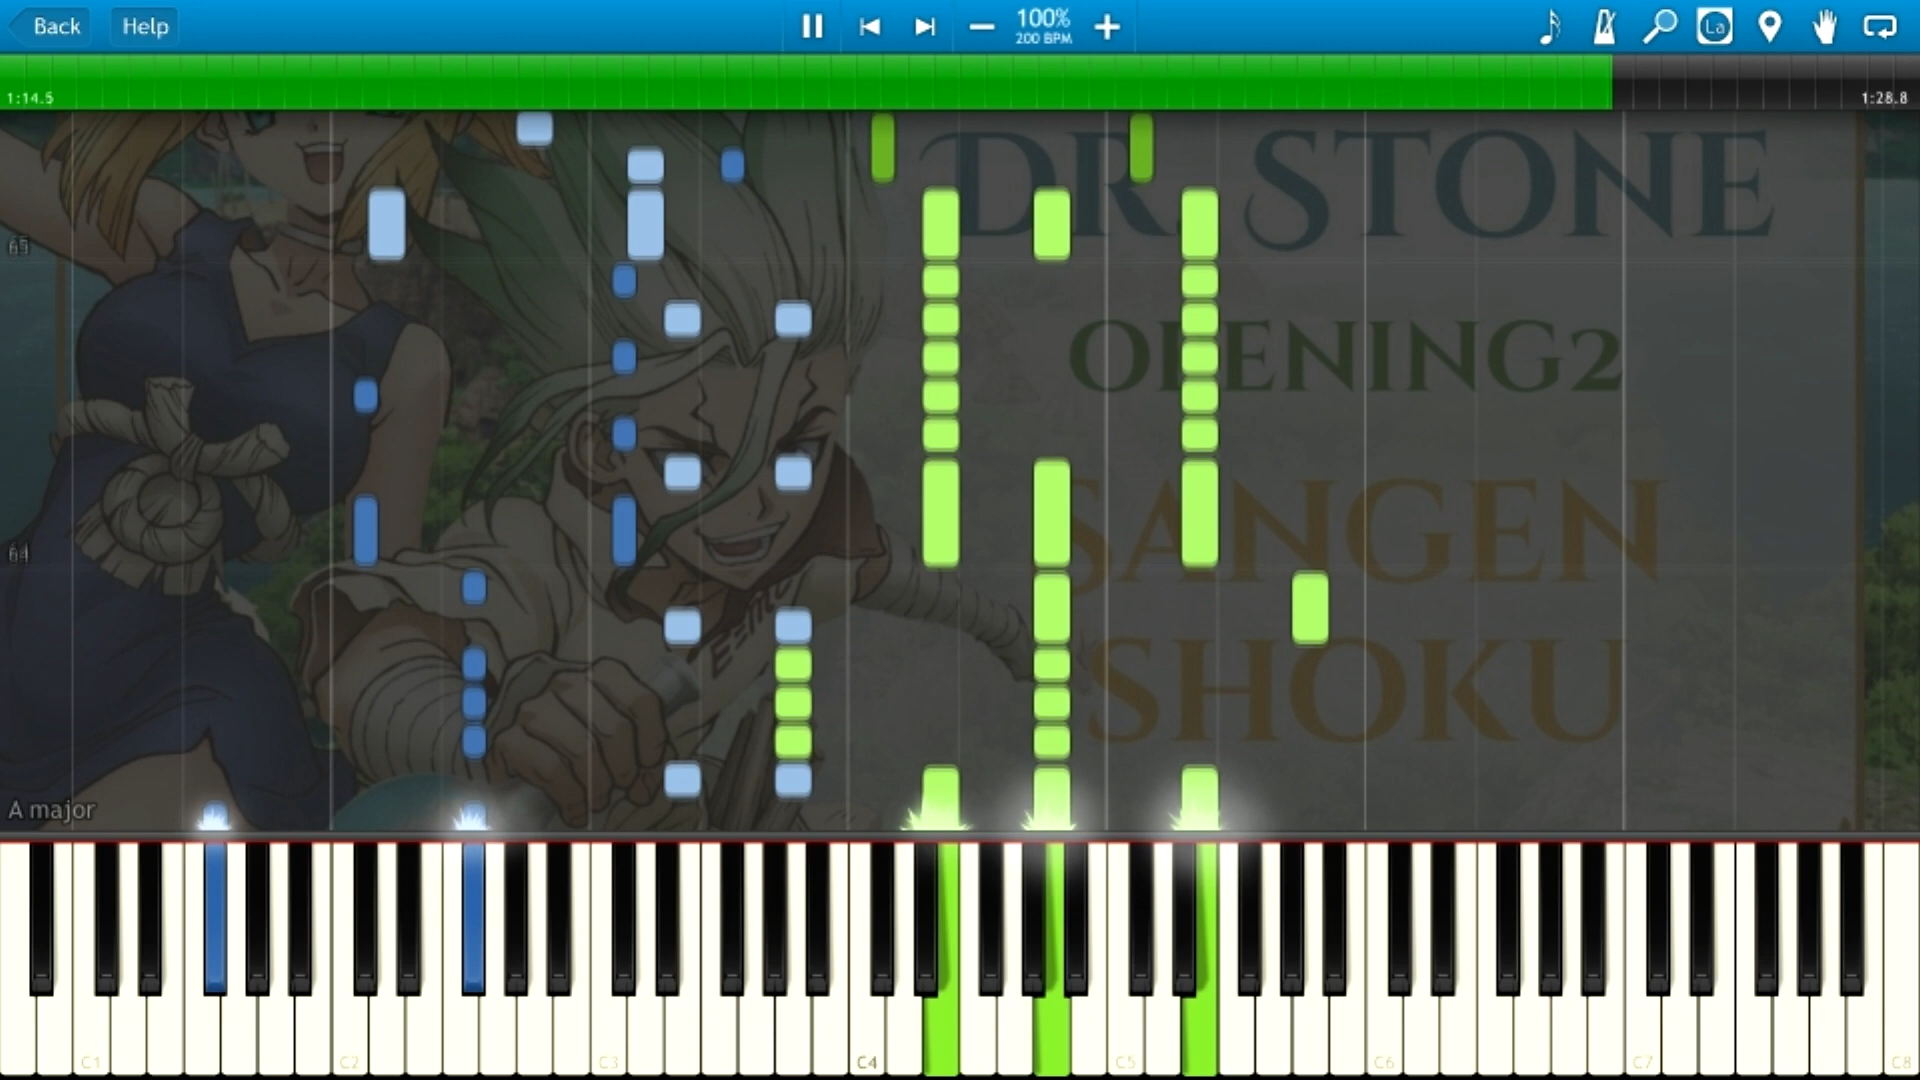 Back
Help
100%
200 BPM
La
1:14.5
1:28.8
DR. STONE
65
OPENING2
SANGEN
64
SHOKU
A major
C1
C2
C3
C4
C5
C6
C7
C8